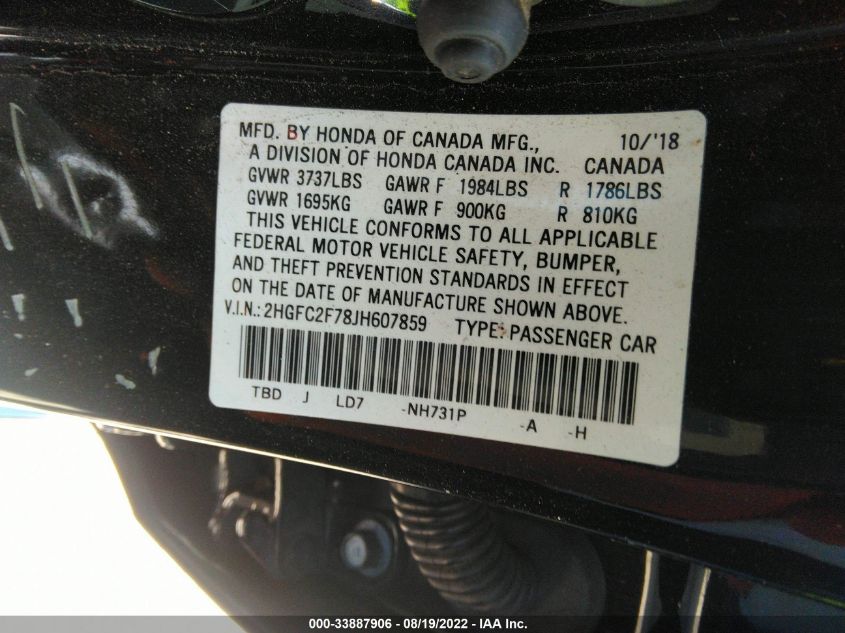 MFD. BY HONDA OF CANADA MFG., 10/'18
A DIVISION OF HONDA CANADA INC. CANADA
GVWR 3737LBS GAWR F 1984LBS R 1786LBS
GVWR 1695KG GAWR F 900KG R 810KG
THIS VEHICLE CONFORMS TO ALL APPLICABLE
FEDERAL MOTOR VEHICLE SAFETY, BUMPER,
AND THEFT PREVENTION STANDARDS IN EFFECT
ON THE DATE OF MANUFACTURE SHOWN ABOVE.
V.I.N.: 2HGFC2F78JH607859 TYPE: PASSENGER CAR
TBD J LD7 -NH731P -A -H
000-33887906 - 08/19/2022 - IAA Inc.